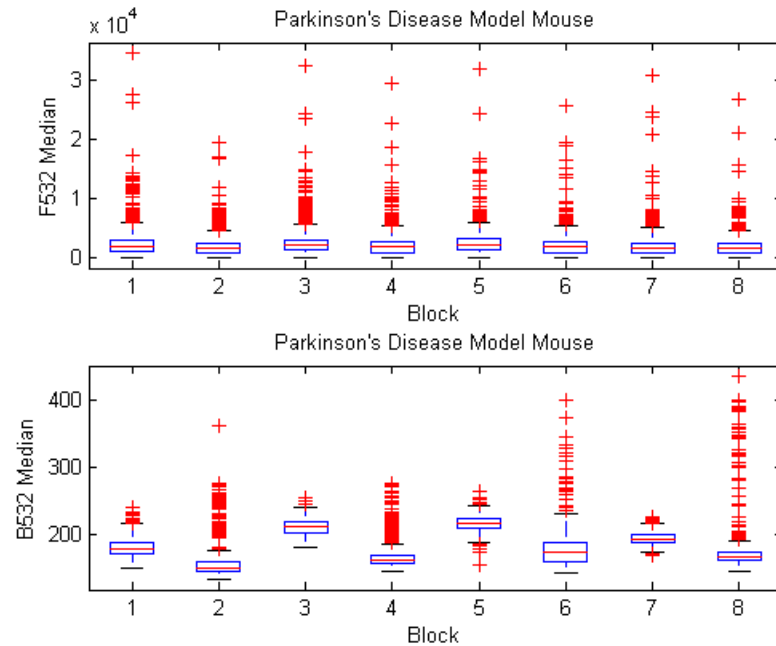 Parkinson's Disease Model Mouse
x 10^4
3
2
1
0
F532 Median
1 2 3 4 5 6 7 8
Block
Parkinson's Disease Model Mouse
400
300
200
B532 Median
1 2 3 4 5 6 7 8
Block